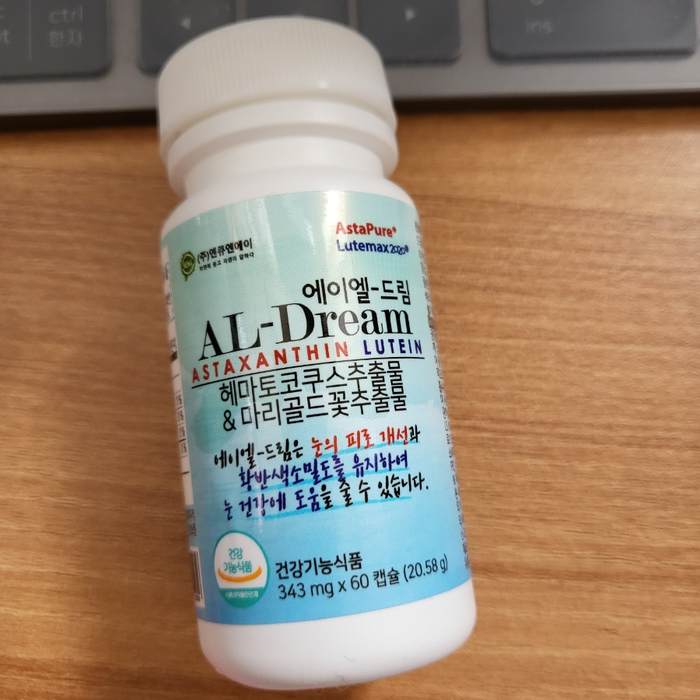 ctrl
한자
ins
(주)엔큐엔에이
AstaPure®
Lutemax2020®
에이엘-드림
AL-Dream
ASTAXANTHIN LUTEIN
헤마토코쿠스추출물
& 마리골드꽃추출물
에이엘-드림은 눈의 피로 개선과
황반색소밀도를 유지하여
눈 건강에 도움을 줄 수 있습니다.
건강
기능식품
건강기능식품
343 mg x 60 캡슐 (20.58 g)